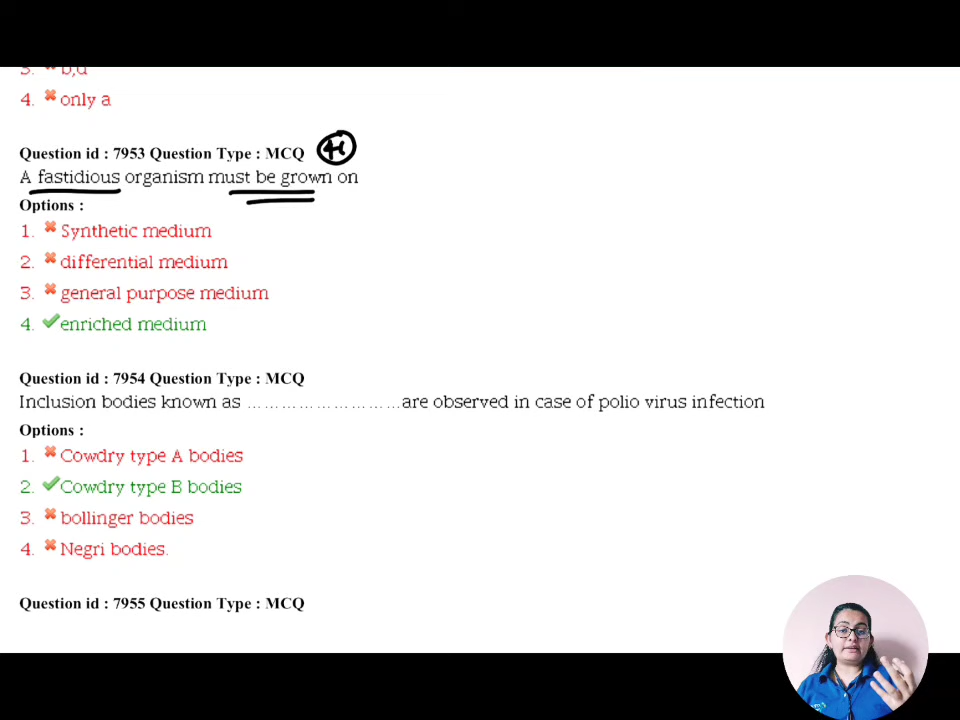 3. b,d
4. only a
Question id : 7953 Question Type : MCQ
A fastidious organism must be grown on
Options :
1. Synthetic medium
2. differential medium
3. general purpose medium
4. enriched medium
Question id : 7954 Question Type : MCQ
Inclusion bodies known as ........................are observed in case of polio virus infection
Options :
1. Cowdry type A bodies
2. Cowdry type B bodies
3. bollinger bodies
4. Negri bodies.
Question id : 7955 Question Type : MCQ